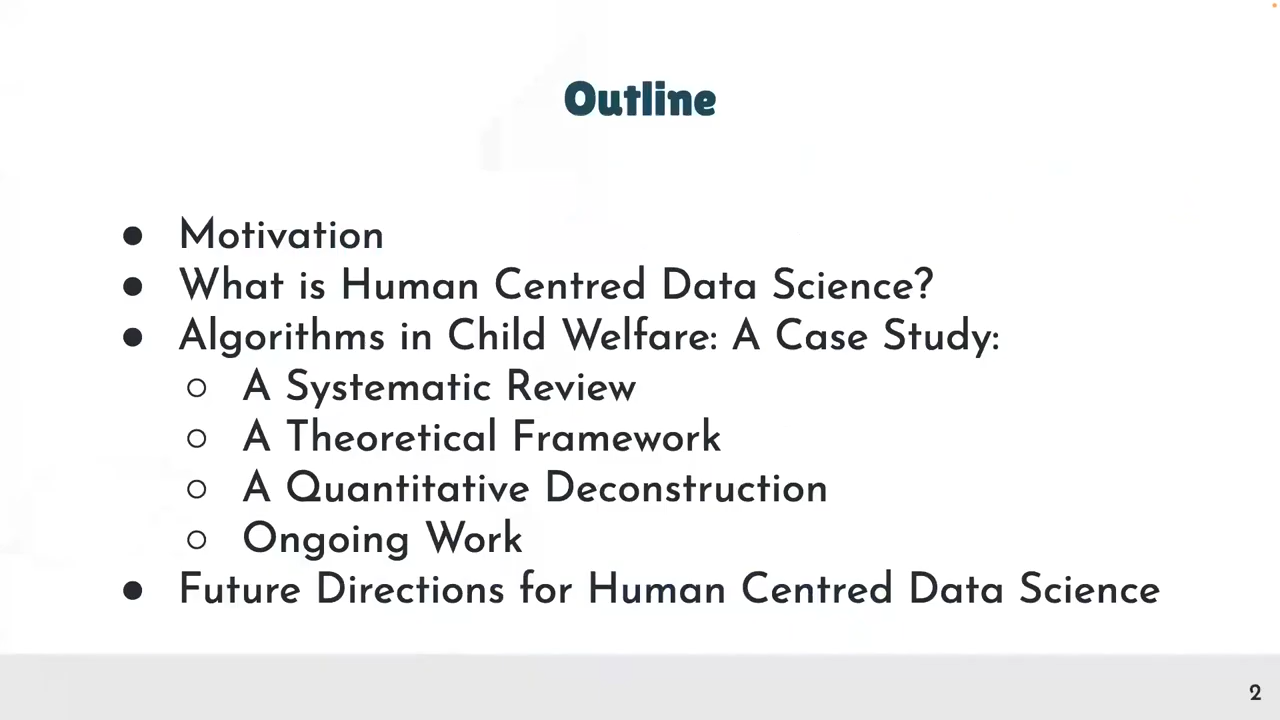 Outline
● Motivation
● What is Human Centred Data Science?
● Algorithms in Child Welfare: A Case Study:
○ A Systematic Review
○ A Theoretical Framework
○ A Quantitative Deconstruction
○ Ongoing Work
● Future Directions for Human Centred Data Science
2